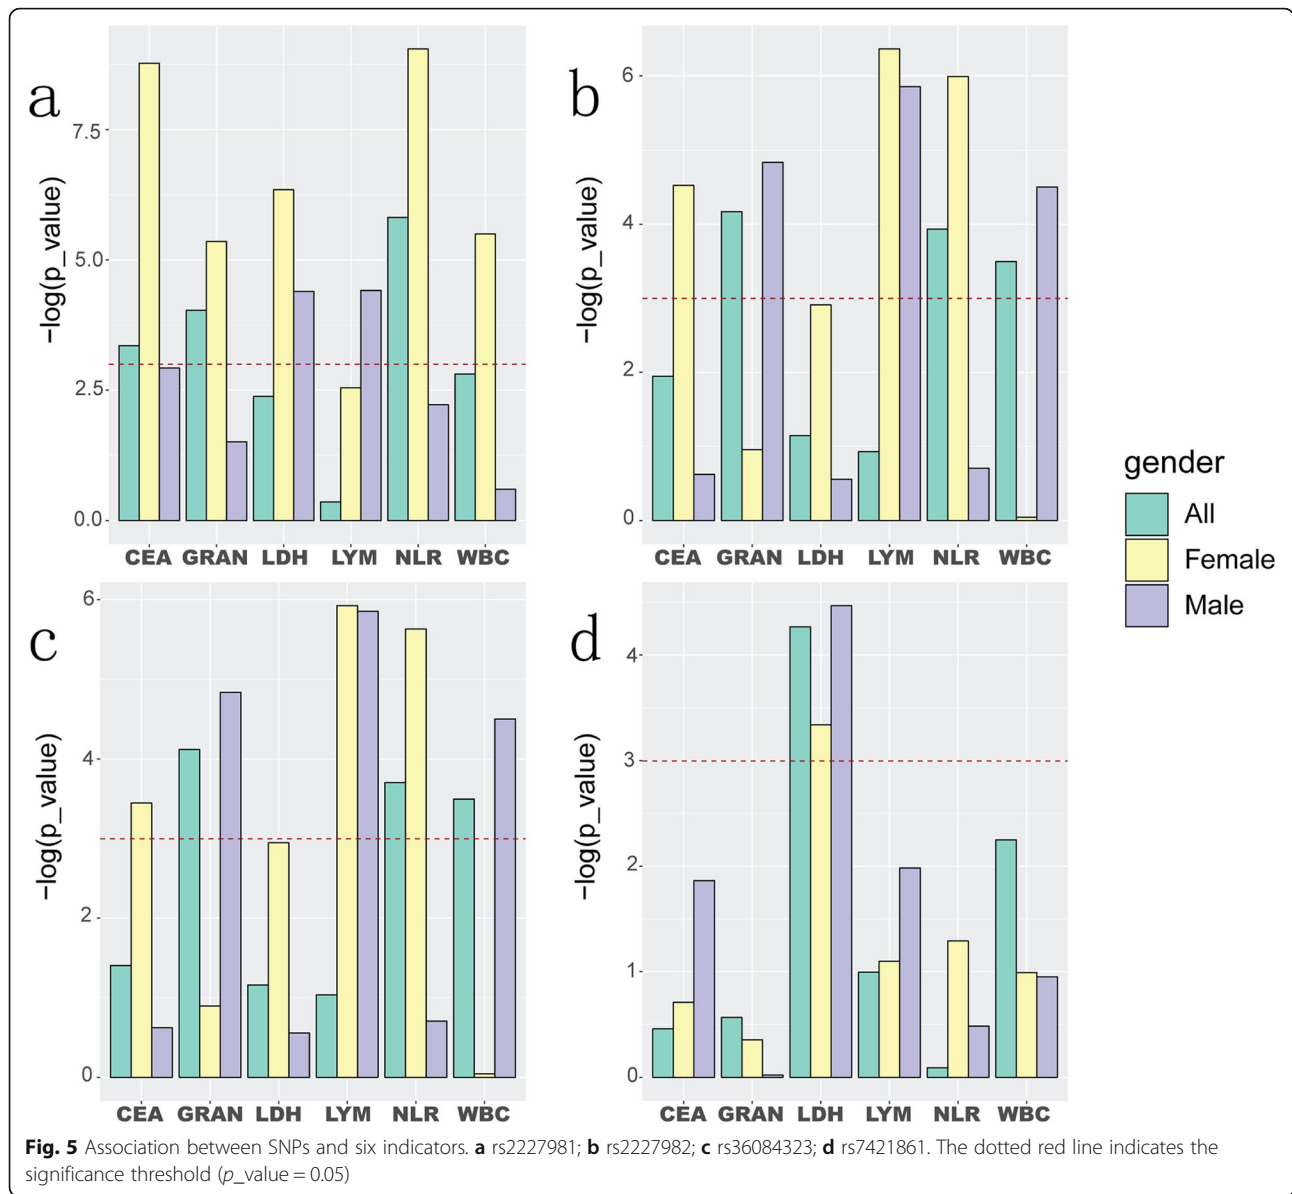 a
−log(p_value)
7.5
5.0
2.5
0.0
CEA GRAN LDH LYM NLR WBC
b
−log(p_value)
6
4
2
0
CEA GRAN LDH LYM NLR WBC
gender
All
Female
Male
c
−log(p_value)
6
4
2
0
CEA GRAN LDH LYM NLR WBC
d
−log(p_value)
4
3
2
1
0
CEA GRAN LDH LYM NLR WBC
Fig. 5 Association between SNPs and six indicators. a rs2227981; b rs2227982; c rs36084323; d rs7421861. The dotted red line indicates the
significance threshold (p_value = 0.05)